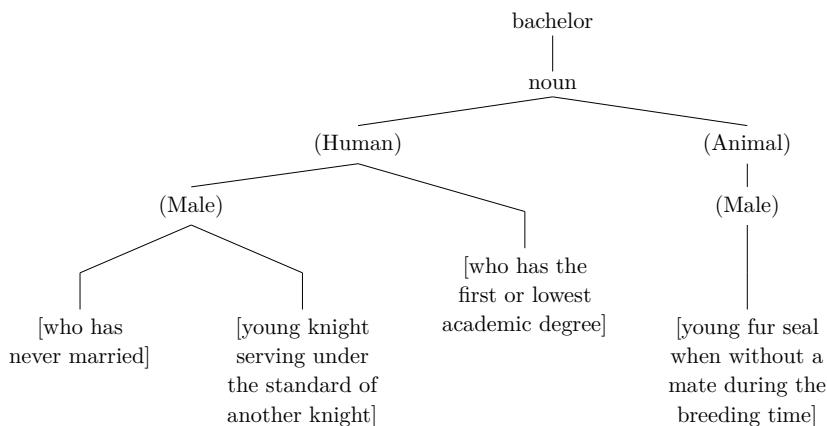 bachelor
noun
(Human)
(Animal)
(Male)
(Male)
[who has
never married]
[young knight
serving under
the standard of
another knight]
[who has the
first or lowest
academic degree]
[young fur seal
when without a
mate during the
breeding time]